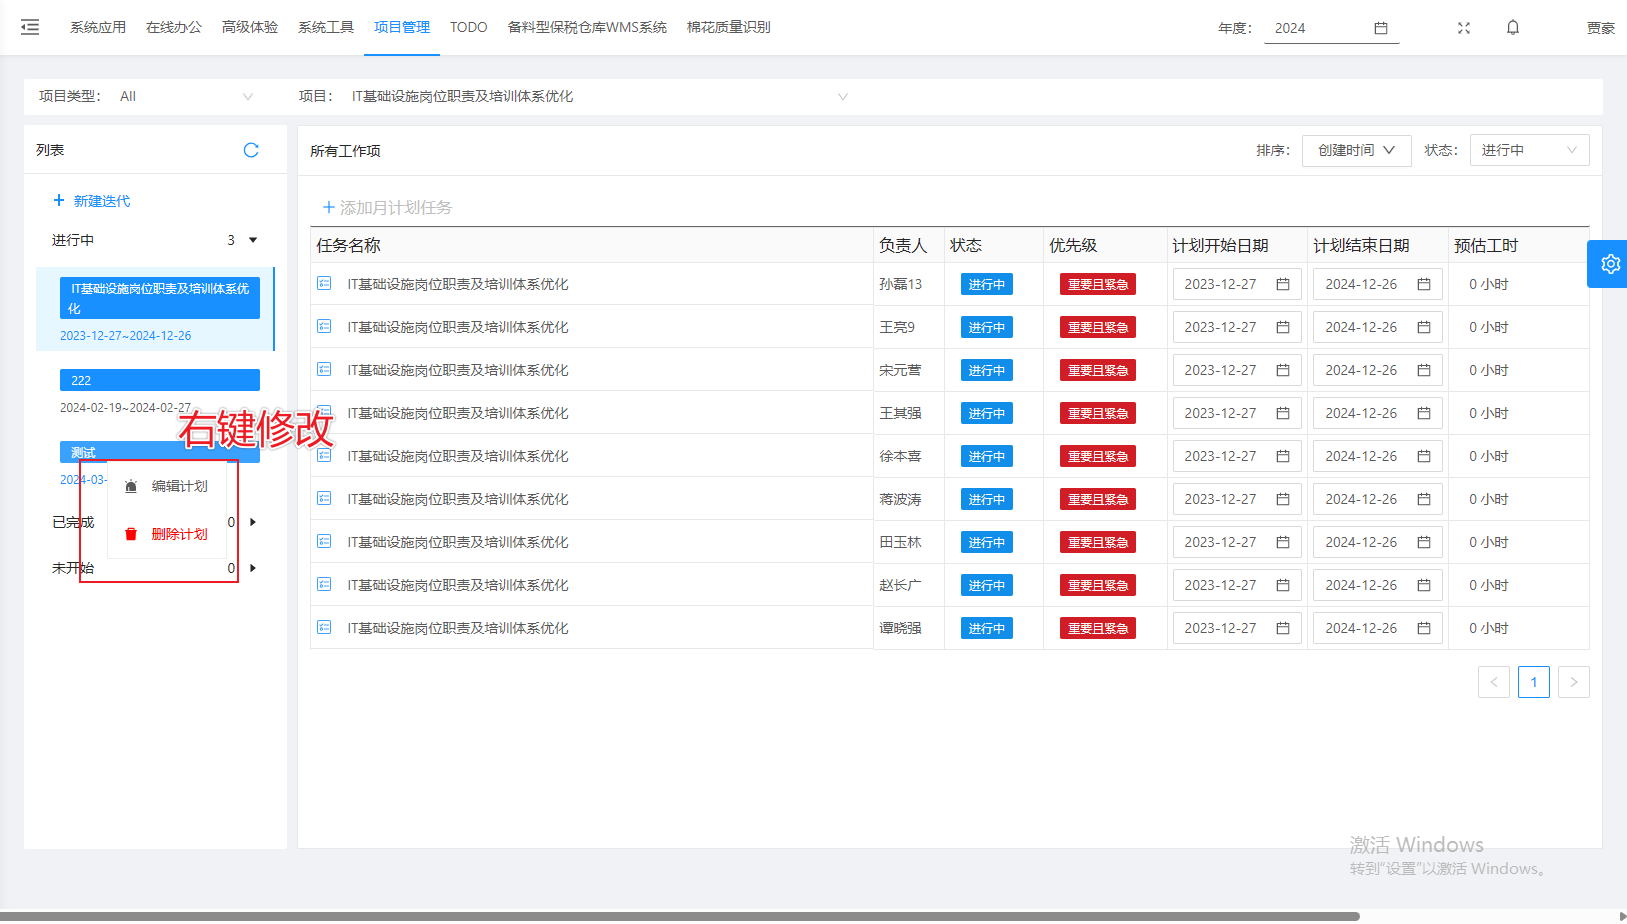 系统应用 在线办公 高级体验 系统工具 项目管理 TODO 备料型保税仓库WMS系统 棉花质量识别 年度： 2024 贾豪
项目类型： All 项目： IT基础设施岗位职责及培训体系优化
列表
所有工作项 排序： 创建时间 状态： 进行中
新建迭代
添加月计划任务
进行中 3
IT基础设施岗位职责及培训体系优
化
2023-12-27~2024-12-26
222
2024-02-19~2024-02-27
右键修改
测试
2024-03-
编辑计划
已完成 0
删除计划
未开始 0
任务名称 负责人 状态 优先级 计划开始日期 计划结束日期 预估工时
IT基础设施岗位职责及培训体系优化 孙磊13 进行中 重要且紧急 2023-12-27 2024-12-26 0 小时
IT基础设施岗位职责及培训体系优化 王亮9 进行中 重要且紧急 2023-12-27 2024-12-26 0 小时
IT基础设施岗位职责及培训体系优化 宋元营 进行中 重要且紧急 2023-12-27 2024-12-26 0 小时
IT基础设施岗位职责及培训体系优化 王其强 进行中 重要且紧急 2023-12-27 2024-12-26 0 小时
IT基础设施岗位职责及培训体系优化 徐本喜 进行中 重要且紧急 2023-12-27 2024-12-26 0 小时
IT基础设施岗位职责及培训体系优化 蒋波涛 进行中 重要且紧急 2023-12-27 2024-12-26 0 小时
IT基础设施岗位职责及培训体系优化 田玉林 进行中 重要且紧急 2023-12-27 2024-12-26 0 小时
IT基础设施岗位职责及培训体系优化 赵长广 进行中 重要且紧急 2023-12-27 2024-12-26 0 小时
IT基础设施岗位职责及培训体系优化 谭晓强 进行中 重要且紧急 2023-12-27 2024-12-26 0 小时
< 1 >
激活 Windows
转到“设置”以激活 Windows。